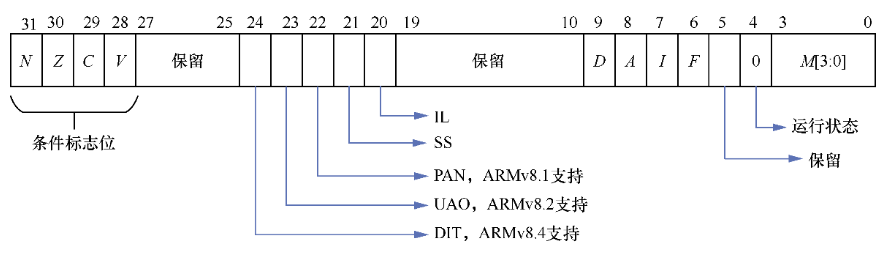 31 30 29 28 27 25 24 23 22 21 20 19 10 9 8 7 6 5 4 3 0
N Z C V 保留 保留 D A I F 0 M[3:0]
条件标志位
IL
SS
PAN，ARMv8.1支持
UAO，ARMv8.2支持
DIT，ARMv8.4支持
运行状态
保留